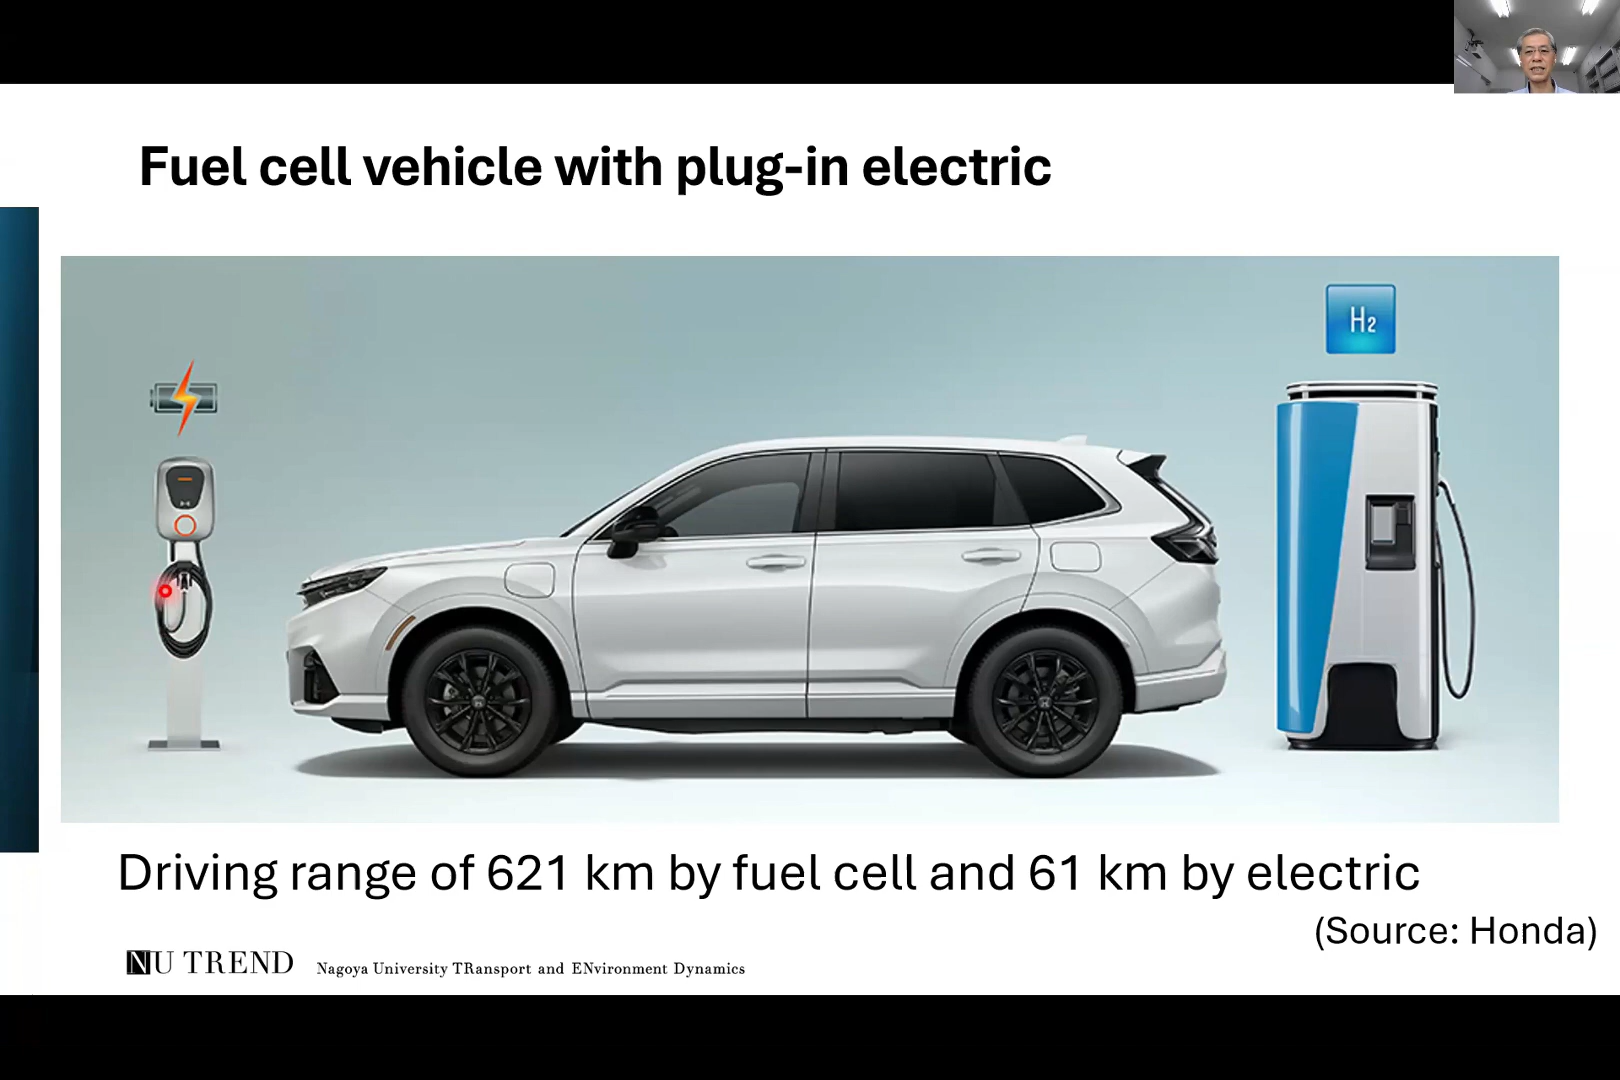 Fuel cell vehicle with plug-in electric
H2
Driving range of 621 km by fuel cell and 61 km by electric
(Source: Honda)
NU TREND Nagoya University TRansport and ENvironment Dynamics